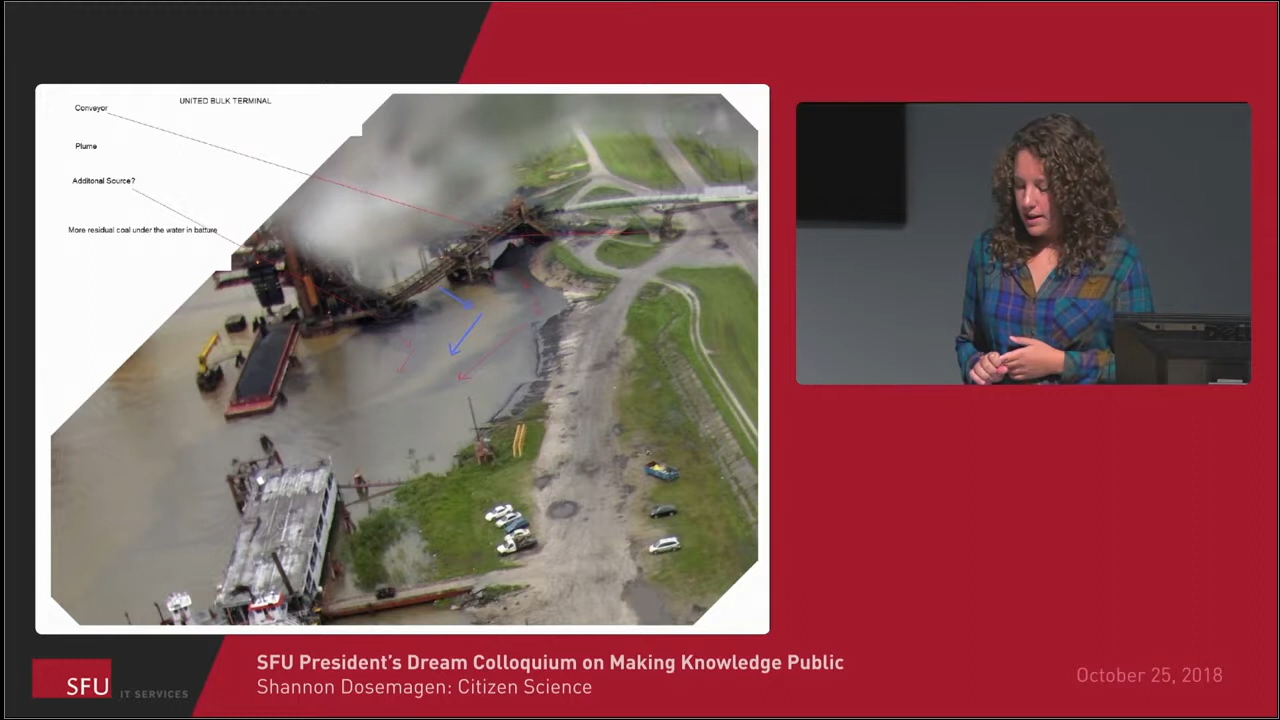 UNITED BULK TERMINAL
Conveyor
Plume
Additonal Source?
More residual coal under the water in batture
SFU President's Dream Colloquium on Making Knowledge Public
Shannon Dosemagen: Citizen Science
October 25, 2018
SFU IT SERVICES